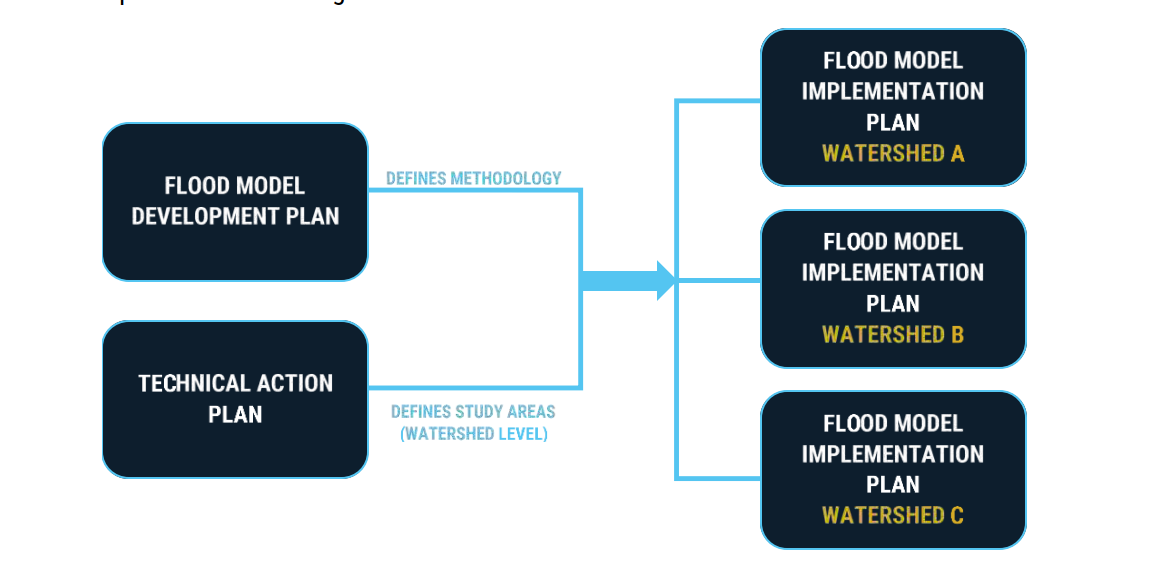 FLOOD MODEL
DEVELOPMENT PLAN
DEFINES METHODOLOGY
TECHNICAL ACTION
PLAN
DEFINES STUDY AREAS
(WATERSHED LEVEL)
FLOOD MODEL
IMPLEMENTATION
PLAN
WATERSHED A
FLOOD MODEL
IMPLEMENTATION
PLAN
WATERSHED B
FLOOD MODEL
IMPLEMENTATION
PLAN
WATERSHED C